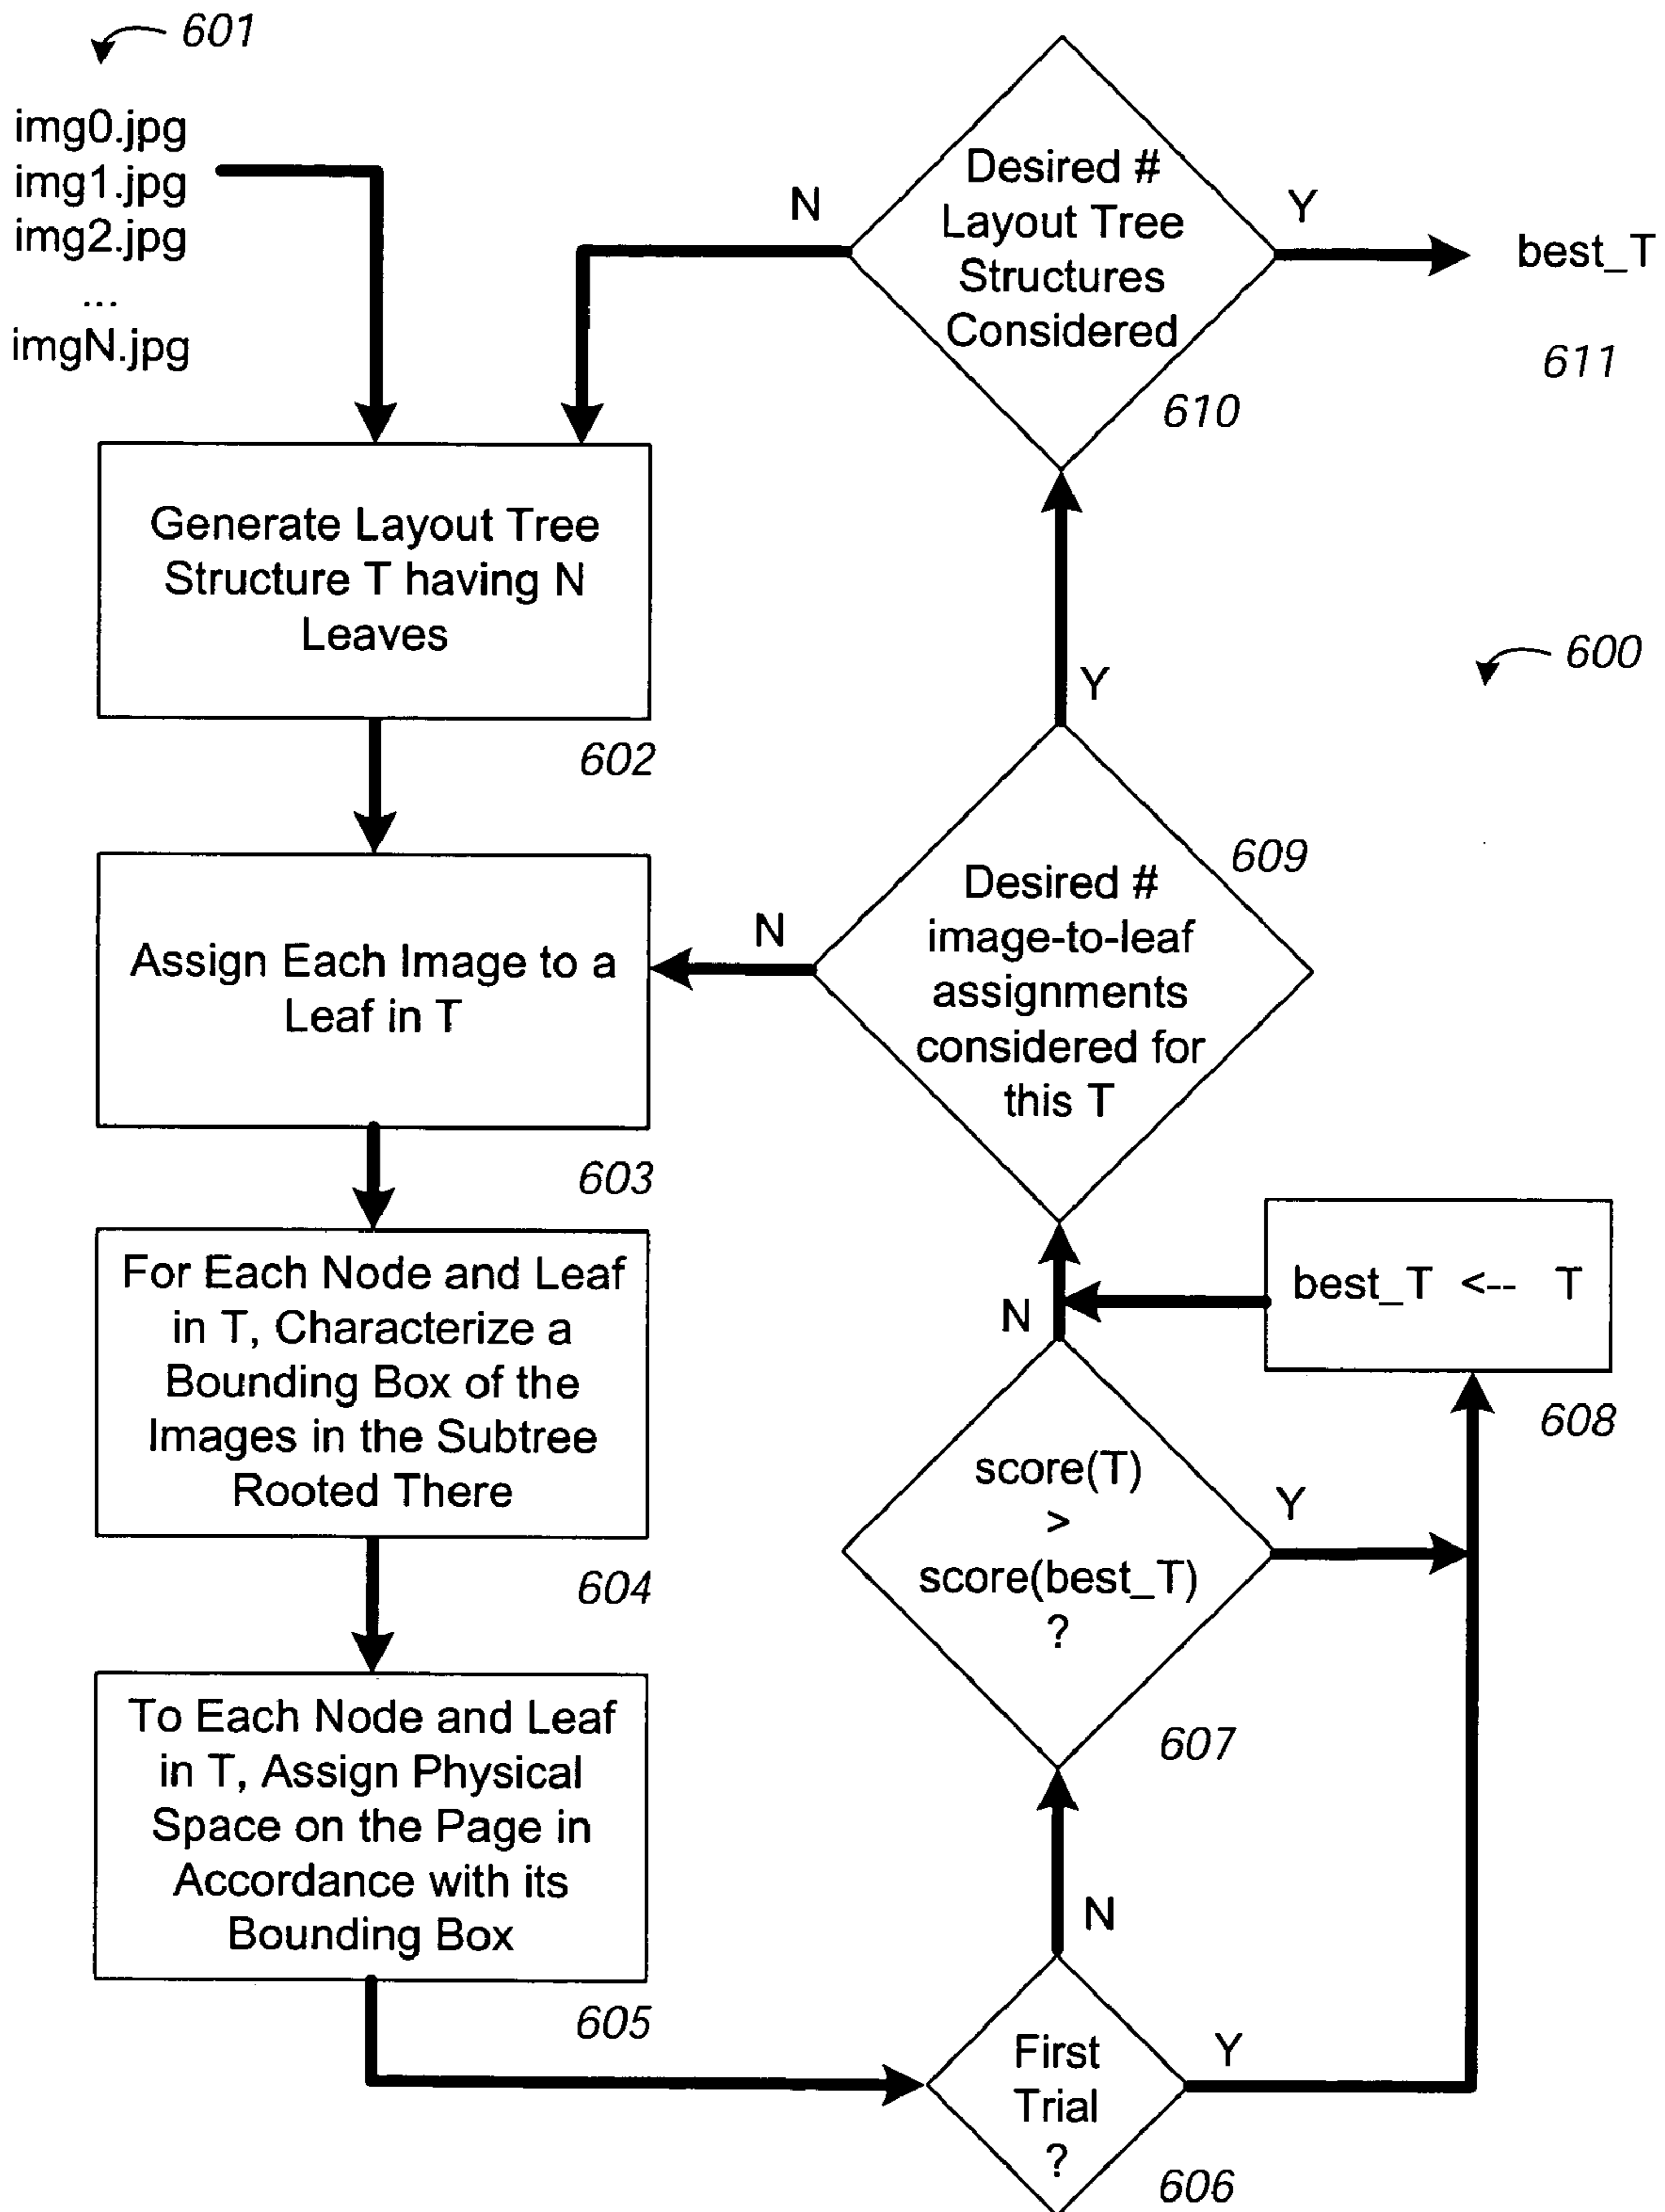 601
img0.jpg
img1.jpg
img2.jpg
...
imgN.jpg
Generate Layout Tree
Structure T having N
Leaves
602
Assign Each Image to a
Leaf in T
603
For Each Node and Leaf
in T, Characterize a
Bounding Box of the
Images in the Subtree
Rooted There
604
To Each Node and Leaf
in T, Assign Physical
Space on the Page in
Accordance with its
Bounding Box
605
First
Trial
?
606
Y
N
score(T)
>
score(best_T)
?
607
Y
N
best_T <-- T
608
Desired #
image-to-leaf
assignments
considered for
this T
609
N
Y
Desired #
Layout Tree
Structures
Considered
610
N
Y
best_T
611
600